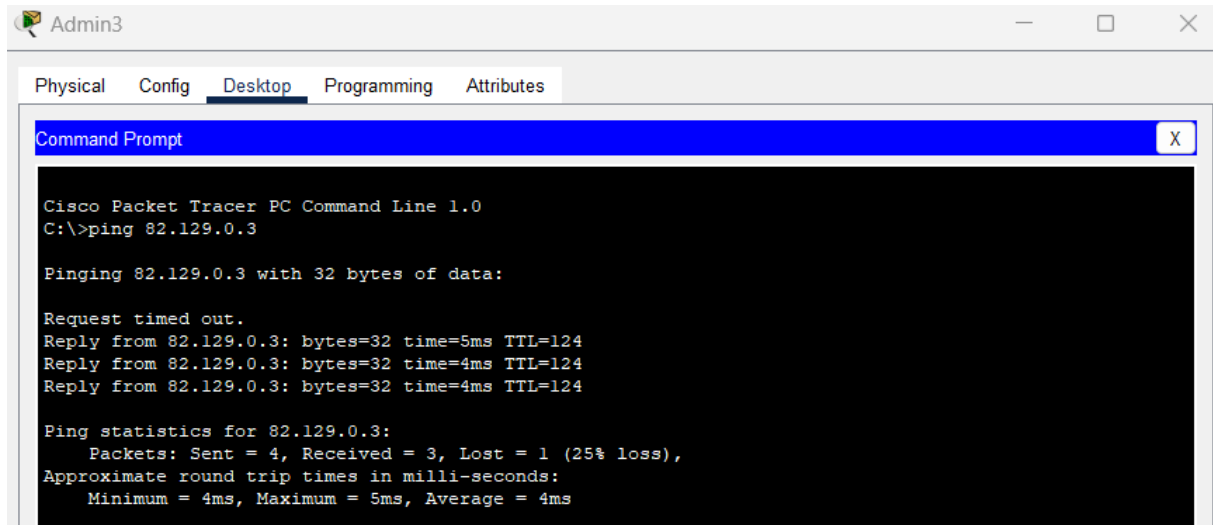 Admin3
Physical Config Desktop Programming Attributes
Command Prompt
X
Cisco Packet Tracer PC Command Line 1.0
C:\>ping 82.129.0.3
Pinging 82.129.0.3 with 32 bytes of data:
Request timed out.
Reply from 82.129.0.3: bytes=32 time=5ms TTL=124
Reply from 82.129.0.3: bytes=32 time=4ms TTL=124
Reply from 82.129.0.3: bytes=32 time=4ms TTL=124
Ping statistics for 82.129.0.3:
Packets: Sent = 4, Received = 3, Lost = 1 (25% loss),
Approximate round trip times in milli-seconds:
Minimum = 4ms, Maximum = 5ms, Average = 4ms